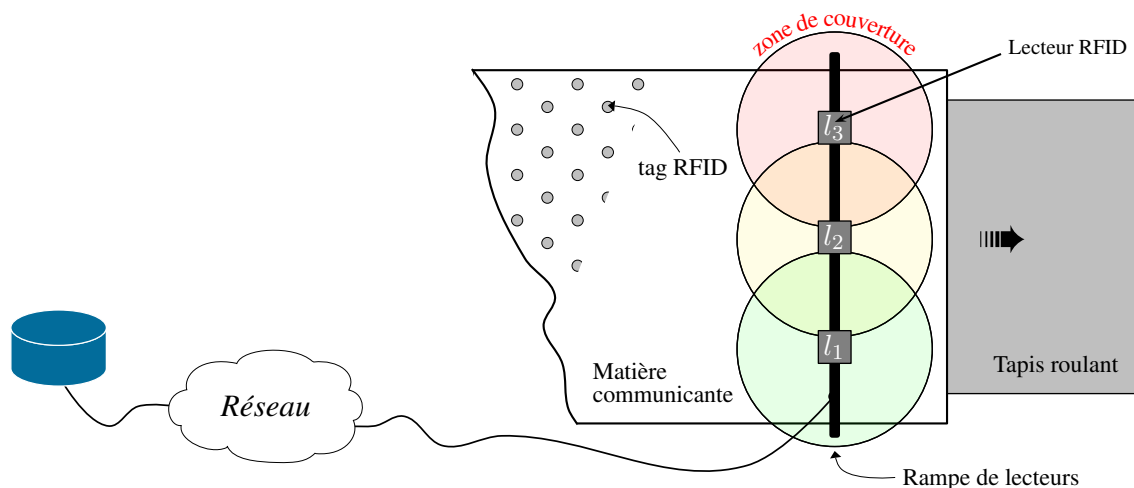 zone de couverture
Lecteur RFID
l3
tag RFID
l2
l1
Matière
communicante
Tapis roulant
Réseau
Rampe de lecteurs